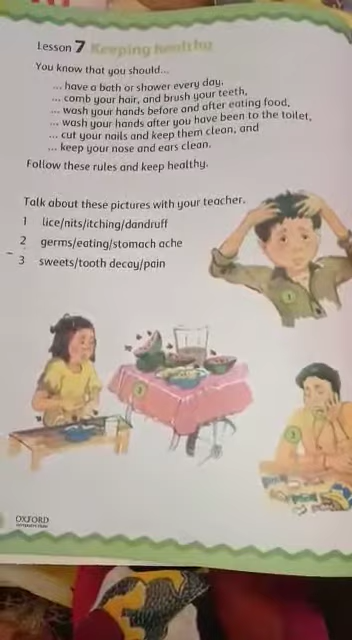 Lesson 7 Keeping healthy
You know that you should...
... have a bath or shower every day,
... comb your hair, and brush your teeth,
... wash your hands before and after eating food,
... wash your hands after you have been to the toilet,
... cut your nails and keep them clean, and
... keep your nose and ears clean.
Follow these rules and keep healthy.
Talk about these pictures with your teacher.
1 lice/nits/itching/dandruff
2 germs/eating/stomach ache
3 sweets/tooth decay/pain
1
3
OXFORD
UNIVERSITY PRESS